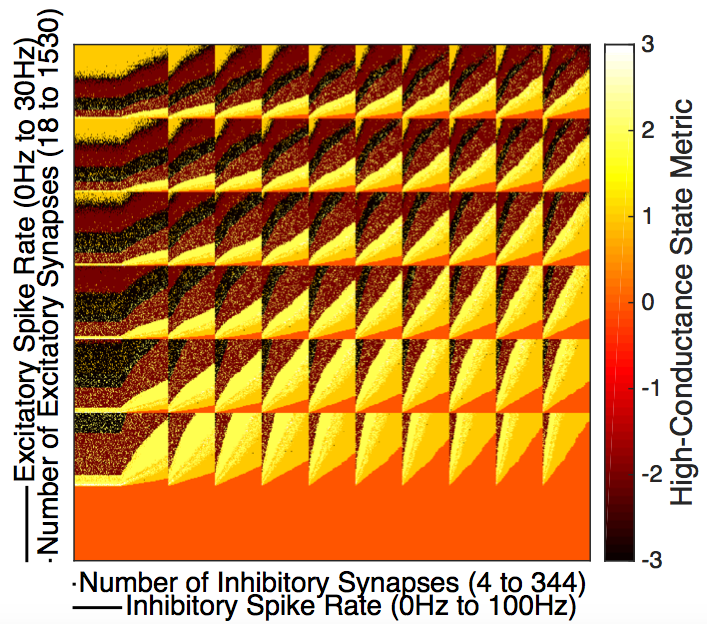 Excitatory Spike Rate (0Hz to 30Hz)
·Number of Excitatory Synapses (18 to 1530)
3
2
1
0
-1
-2
-3
High-Conductance State Metric
·Number of Inhibitory Synapses (4 to 344)
Inhibitory Spike Rate (0Hz to 100Hz)